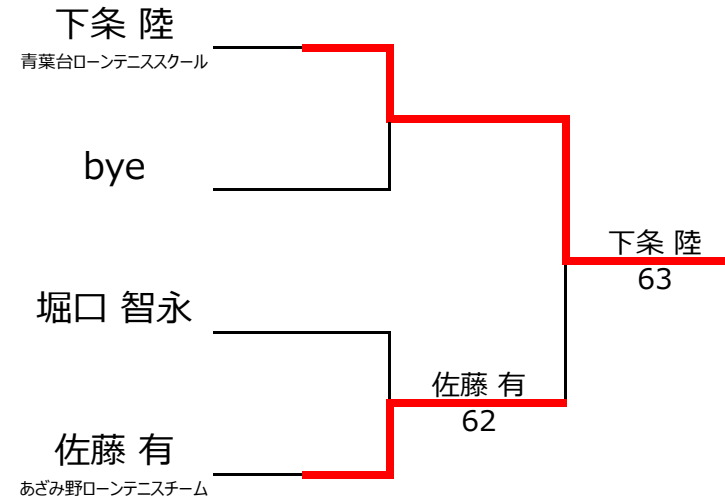 下条 陸
青葉台ローンテニススクール
bye
下条 陸
63
堀口 智永
佐藤 有
62
佐藤 有
あざみ野ローンテニスチーム